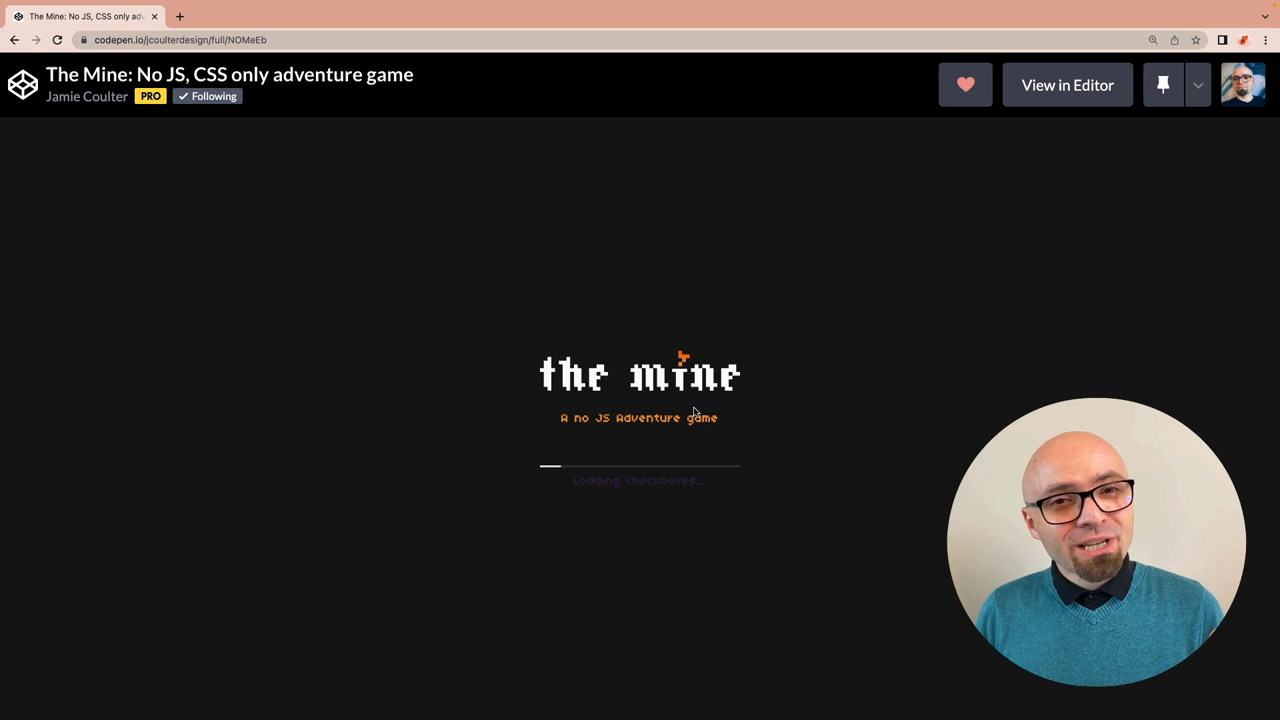 The Mine: No JS, CSS only adv
codepen.io/jcoulterdesign/full/NOMeEb
The Mine: No JS, CSS only adventure game
Jamie Coulter PRO Following
View in Editor
the mine
A no JS Adventure game
Loading checkboxes...